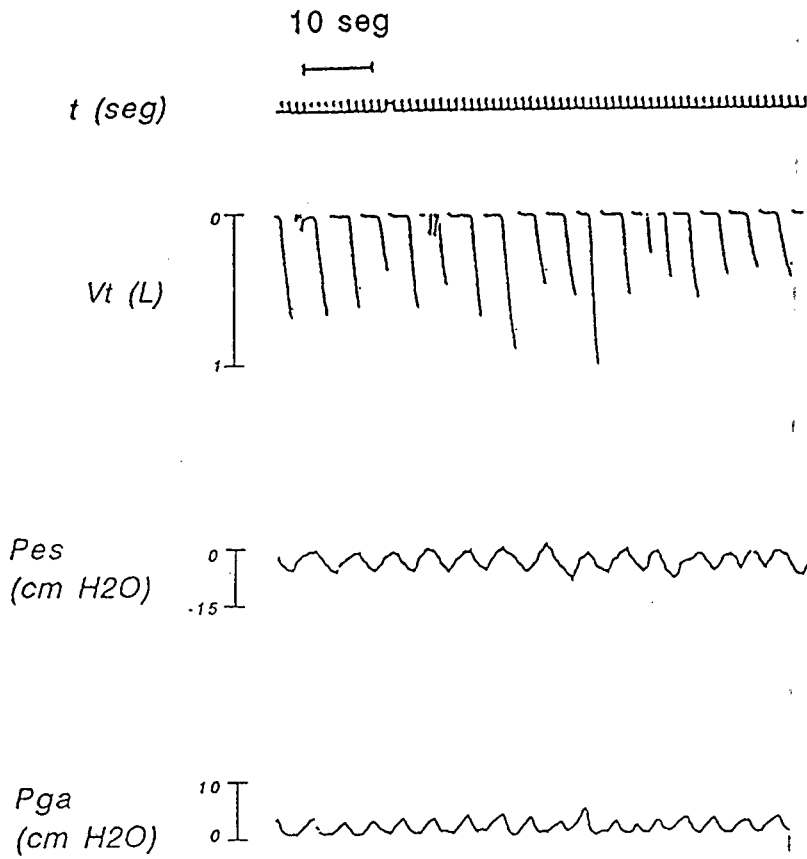 10 seg
t (seg)
0
Vt (L)
1
Pes
(cm H2O)
0
-15
Pga
(cm H2O)
10
0